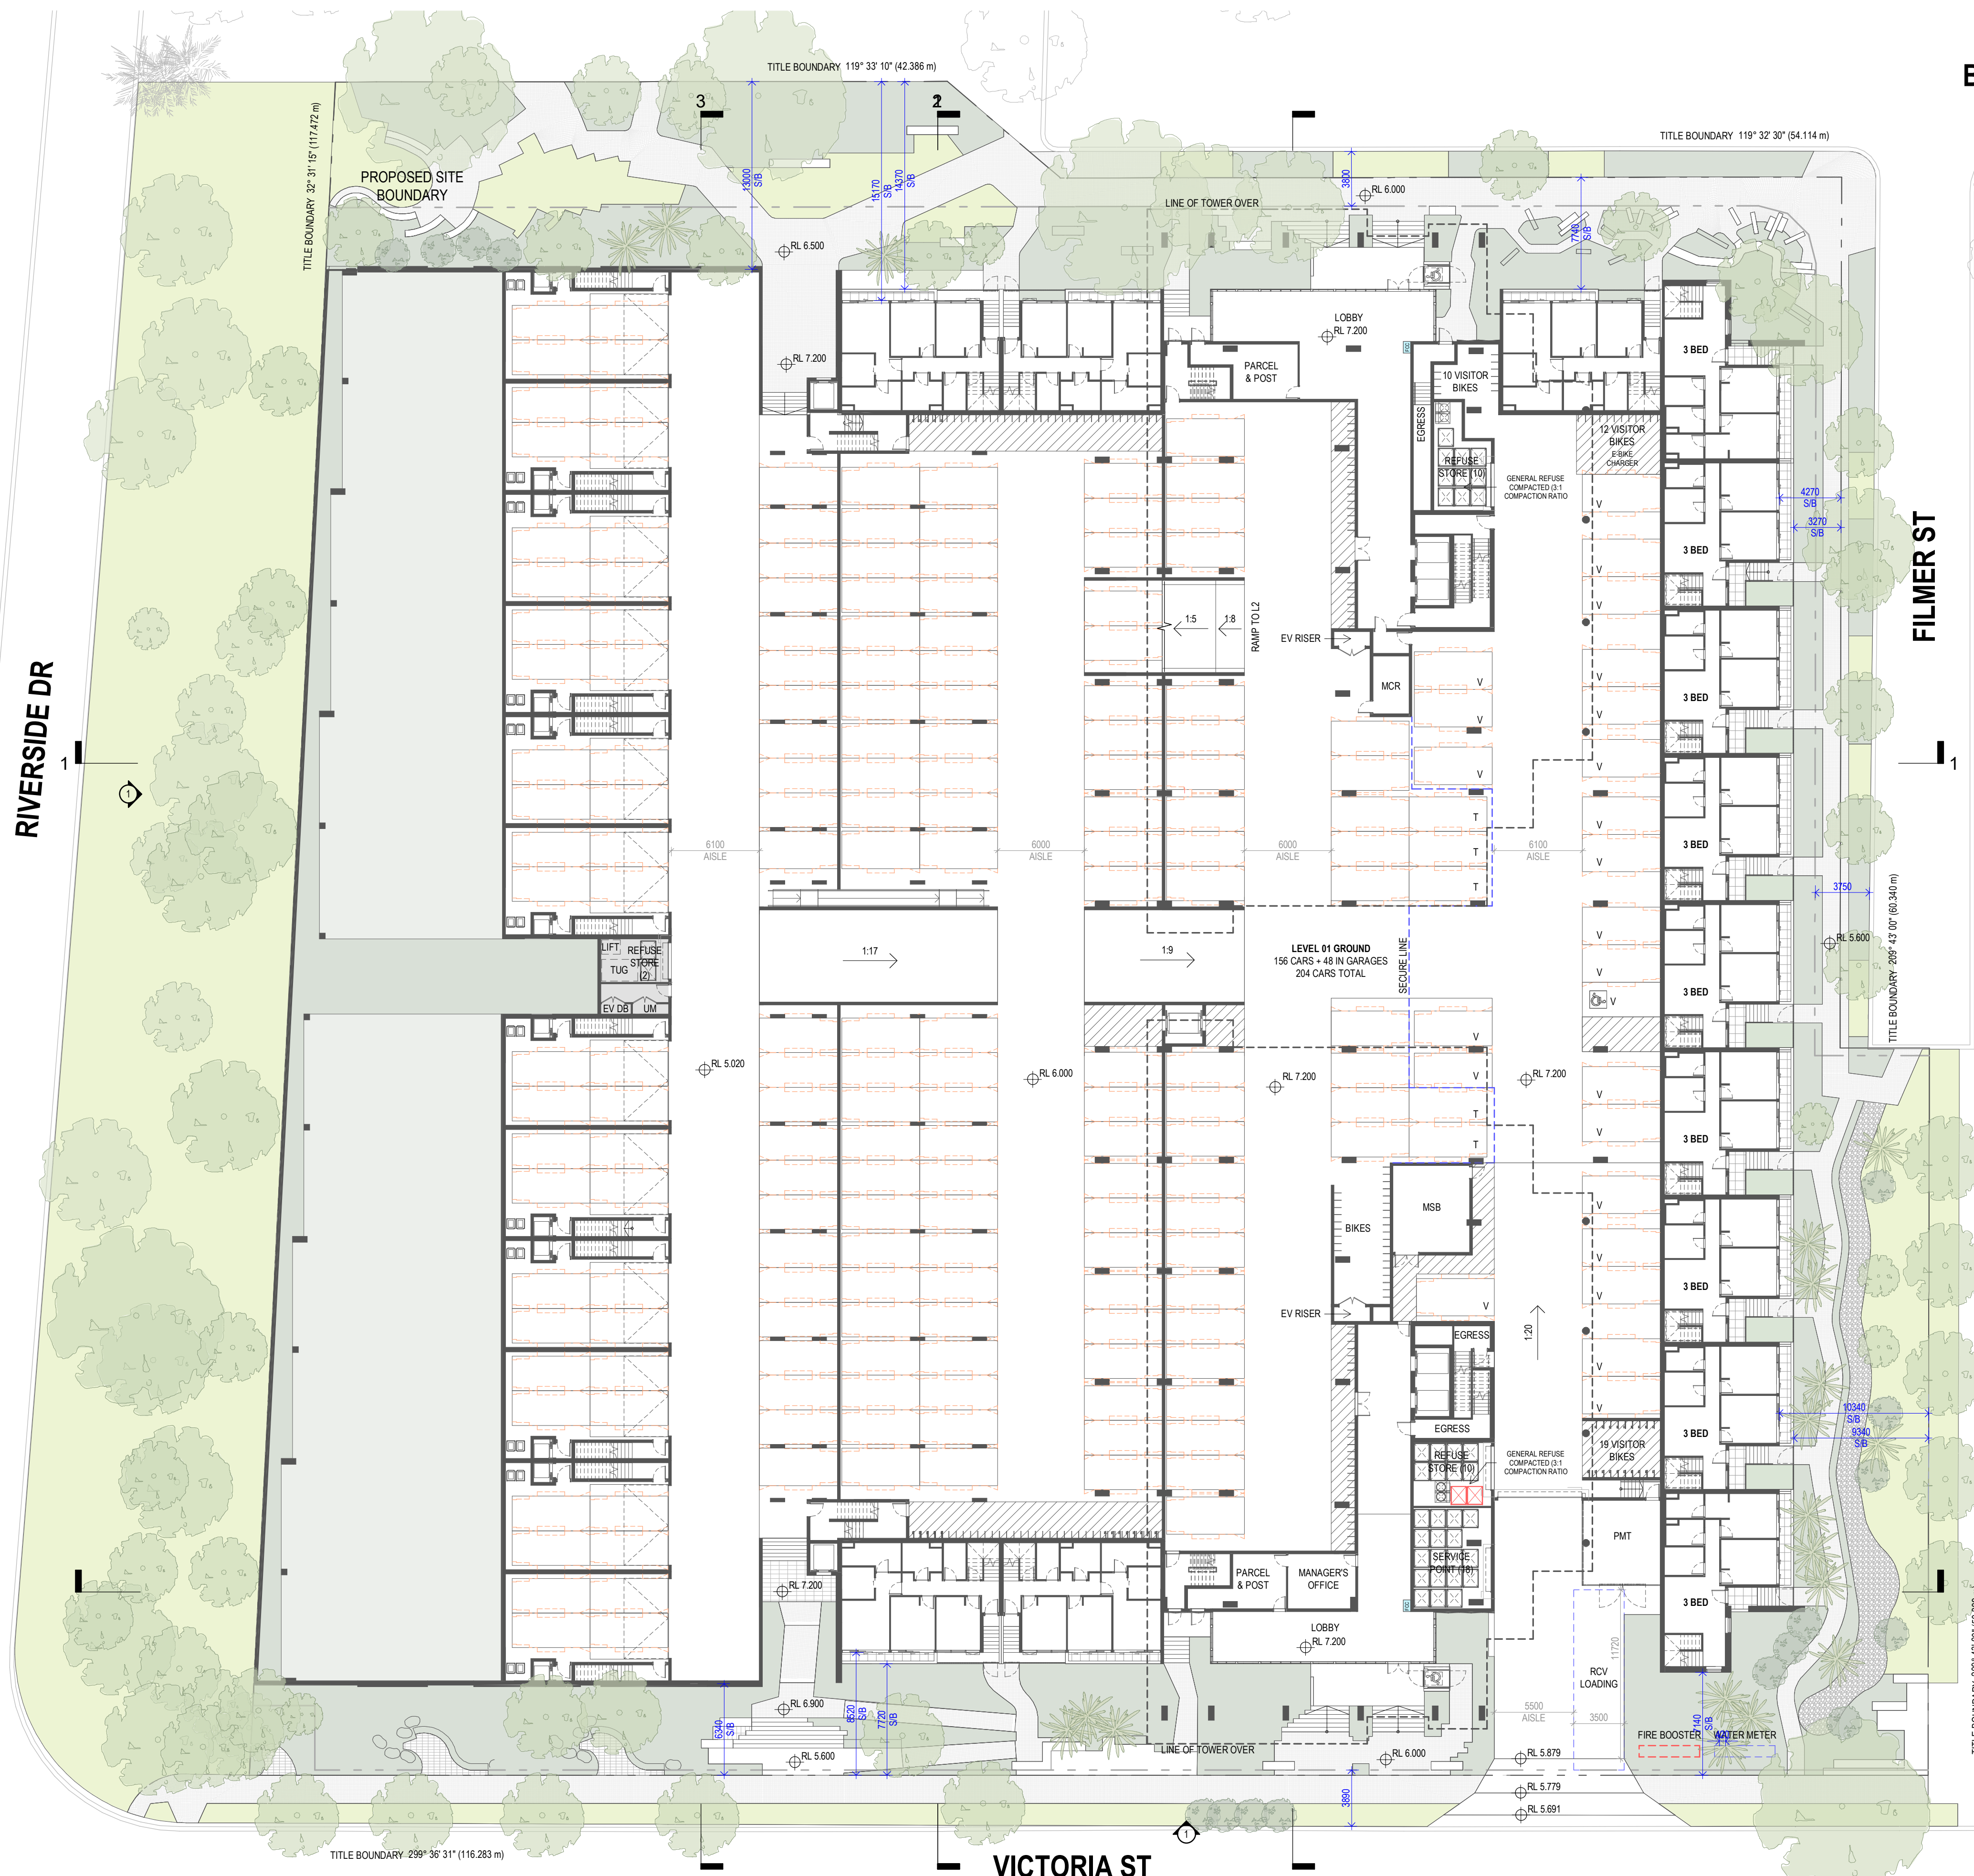 TITLE BOUNDARY 119° 33' 10" (42.386 m)
E
3
2
TITLE BOUNDARY 119° 32' 30" (54.114 m)
TITLE BOUNDARY 32° 31' 15" (117.472 m)
PROPOSED SITE
BOUNDARY
13000
S/B
15170
S/B
14370
S/B
3800
RL 6.000
LINE OF TOWER OVER
7740
S/B
RL 6.500
LOBBY
RL 7.200
RL 7.200
3 BED
PARCEL
& POST
10 VISITOR
BIKES
EGRESS
12 VISITOR
BIKES
E-BIKE
CHARGER
REFUSE
STORE (10)
GENERAL REFUSE
COMPACTED (3:1
COMPACTION RATIO
4270
S/B
3270
S/B
V
V
3 BED
FILMER ST
V
V
1:5
1:8
RAMP TO L2
EV RISER
V
V
MCR
V
V
3 BED
V
V
RIVERSIDE DR
1
1
1
V
V
T
V
6100
AISLE
6000
AISLE
6000
AISLE
T
6100
AISLE
V
3 BED
T
V
3750
TITLE BOUNDARY 209° 43' 00" (60.340 m)
LIFT
REFUSE
STORE
(2)
TUG
EV DB
UM
1:17
1:9
LEVEL 01 GROUND
156 CARS + 48 IN GARAGES
204 CARS TOTAL
SECURE LINE
V
V
V
RL 5.600
3 BED
V
V
RL 5.020
RL 6.000
RL 7.200
RL 7.200
V
V
T
T
V
3 BED
BIKES
MSB
V
V
V
3 BED
EV RISER
V
V
1:20
EGRESS
V
V
EGRESS
10340
S/B
9340
S/B
3 BED
REFUSE
STORE (10)
GENERAL REFUSE
COMPACTED (3:1
COMPACTION RATIO
19 VISITOR
BIKES
PMT
SERVICE
POINT (18)
RL 7.200
PARCEL
& POST
MANAGER'S
OFFICE
3 BED
LOBBY
RL 7.200
11720
RCV
LOADING
RL 6.900
6340
S/B
8520
S/B
7720
S/B
5500
AISLE
3500
7140
S/B
FIRE BOOSTER
WATER METER
RL 5.600
LINE OF TOWER OVER
RL 6.000
RL 5.879
RL 5.779
RL 5.691
3890
1
TITLE BOUNDARY 299° 36' 31" (116.283 m)
VICTORIA ST